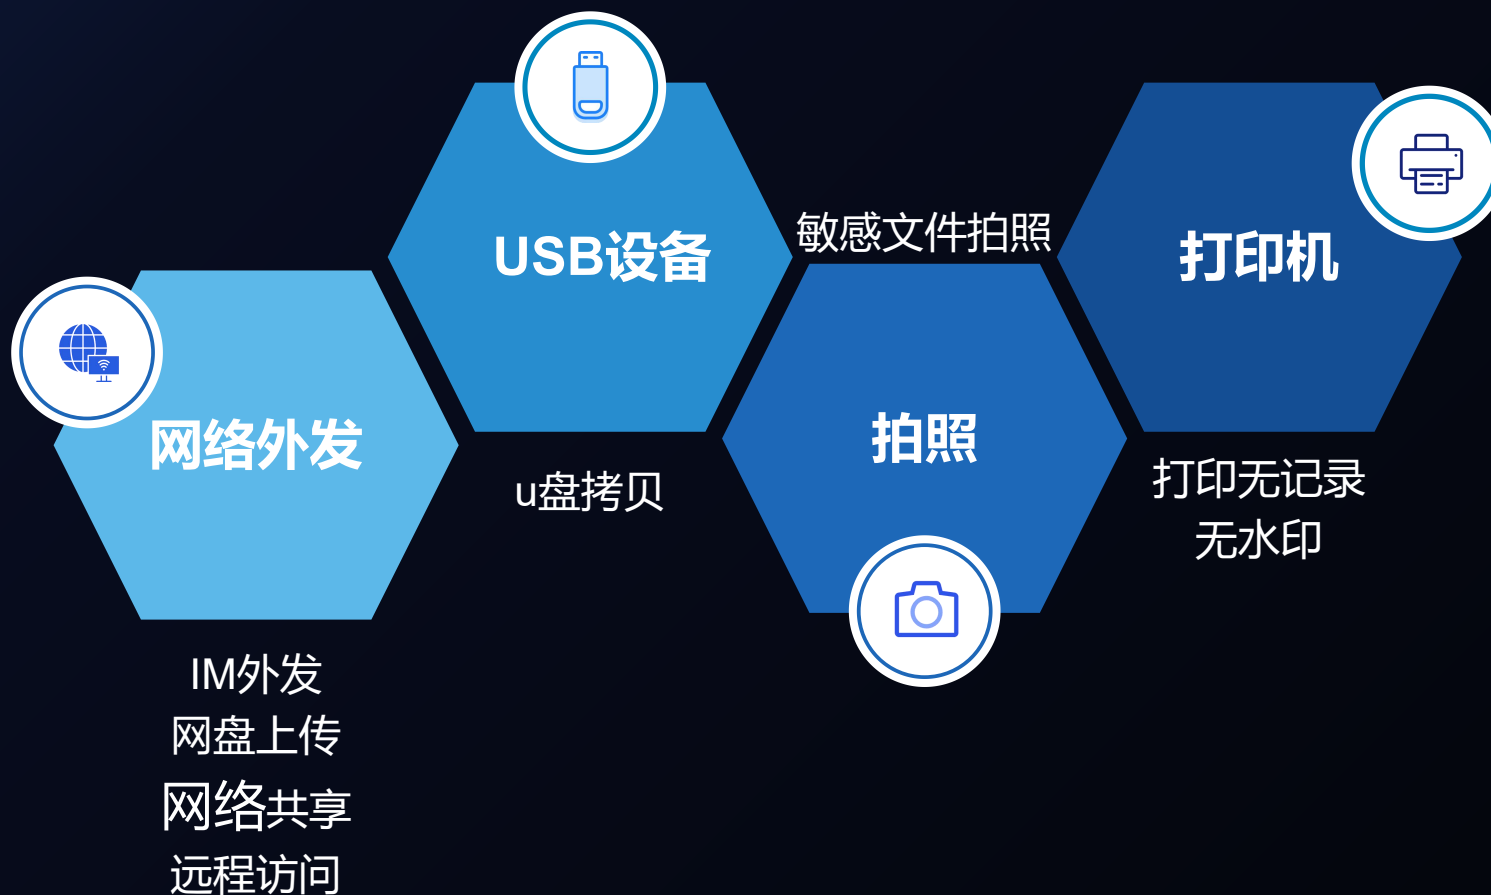 网络外发
IM外发
网盘上传
网络共享
远程访问
USB设备
u盘拷贝
敏感文件拍照
拍照
打印机
打印无记录
无水印